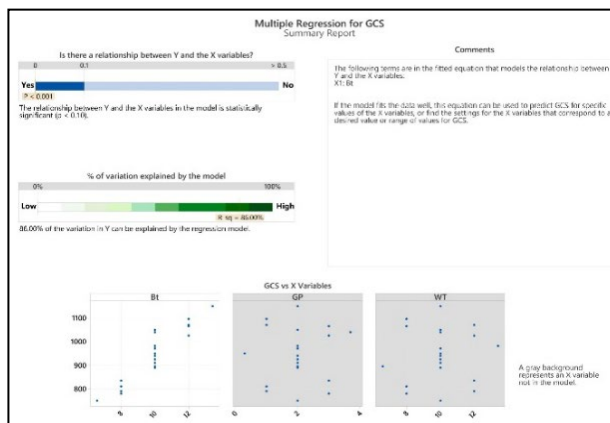 Multiple Regression for GCS
Summary Report
Is there a relationship between Y and the X variables?
0 0.1 > 0.5
Yes No
P < 0.001
The relationship between Y and the X variables in the model is statistically
significant (p < 0.10).
% of variation explained by the model
0% 100%
Low High
R-sq = 86.00%
86.00% of the variation in Y can be explained by the regression model.
Comments
The following terms are in the fitted equation that models the relationship between
Y and the X variables:
X1: Bt
If the model fits the data well, this equation can be used to predict GCS for specific
values of the X variables, or find the settings for the X variables that correspond to a
desired value or range of values for GCS.
GCS vs X Variables
Bt GP WT
1100
1000
900
800
8 10 12 0 2 4 8 10 12
A gray background
represents an X variable
not in the model.